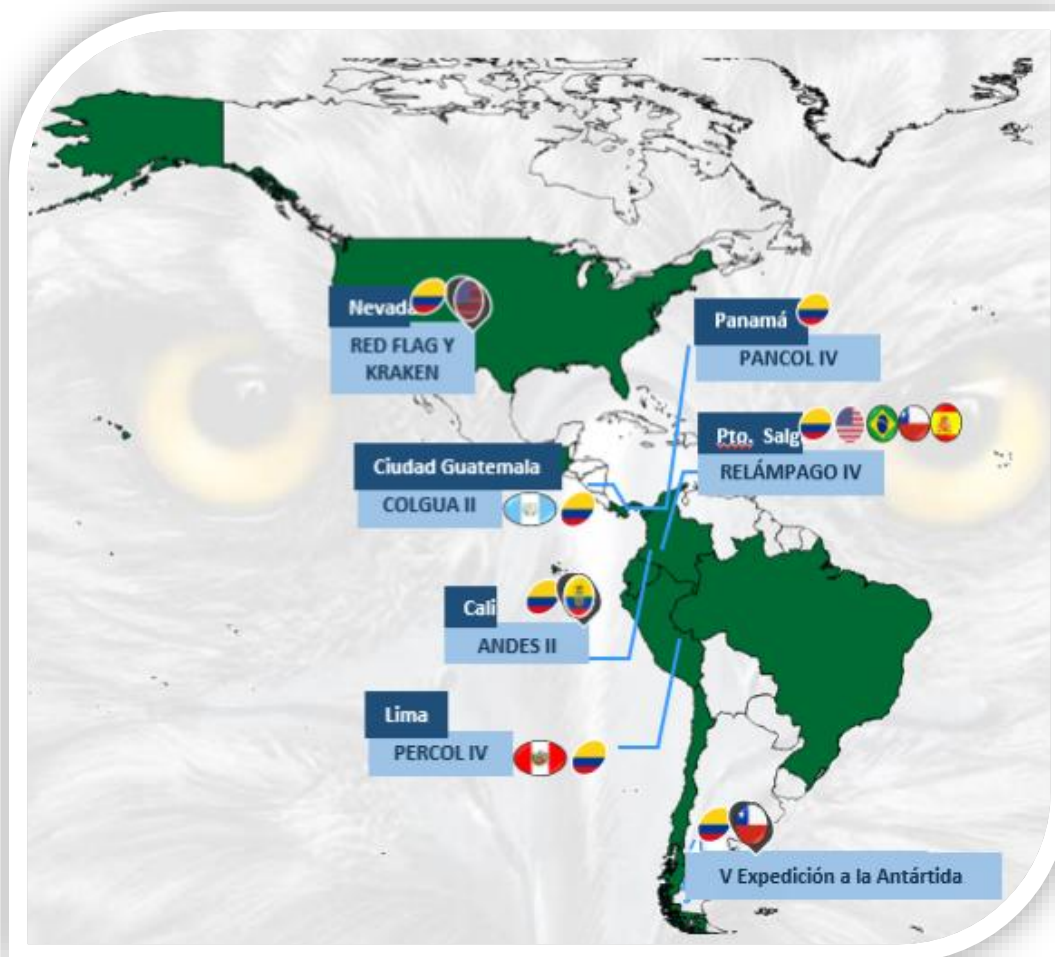 Nevada
RED FLAG Y
KRAKEN
Panamá
PANCOL IV
Pto. Salg
RELÁMPAGO IV
Ciudad Guatemala
COLGUA II
Cali
ANDES II
Lima
PERCOL IV
V Expedición a la Antártida